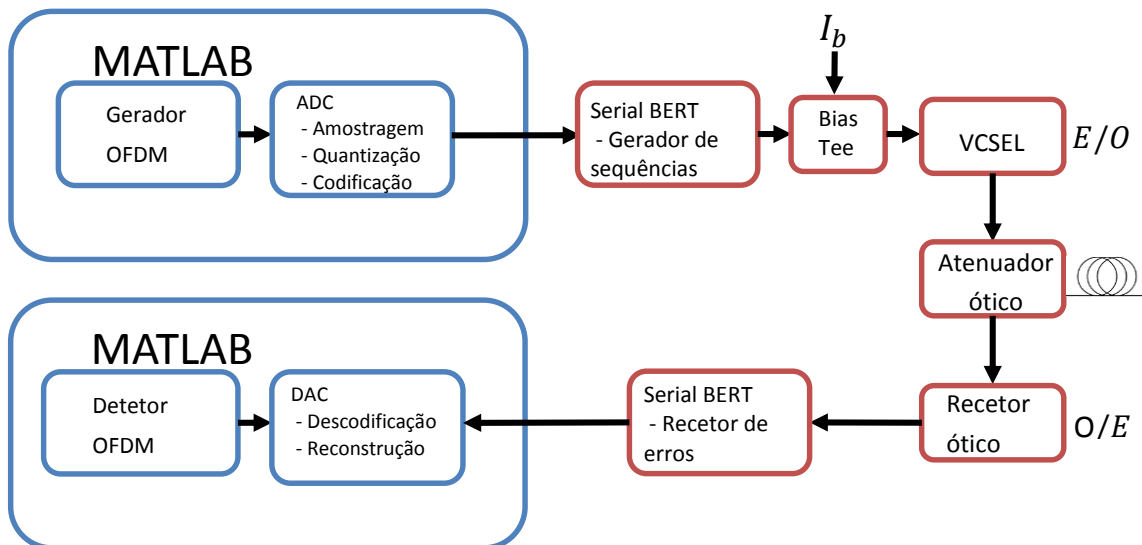 MATLAB
Gerador
OFDM
ADC
- Amostragem
- Quantização
- Codificação
Serial BERT
- Gerador de
sequências
I_b
Bias
Tee
VCSEL
E/O
Atenuador
ótico
MATLAB
Detetor
OFDM
DAC
- Descodificação
- Reconstrução
Serial BERT
- Recetor de
erros
Recetor
ótico
O/E